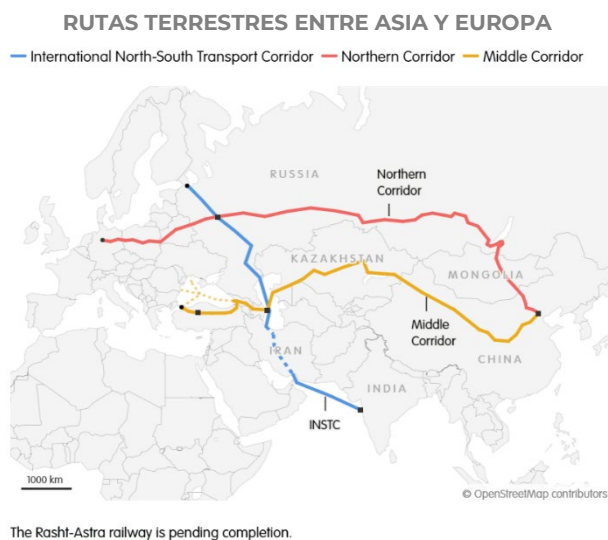 RUTAS TERRESTRES ENTRE ASIA Y EUROPA
International North-South Transport Corridor Northern Corridor Middle Corridor
RUSSIA
Northern
Corridor
KAZAKHSTAN
MONGOLIA
Middle
Corridor
CHINA
IRAN
INDIA
INSTC
1000 km
© OpenStreetMap contributors
The Rasht-Astra railway is pending completion.